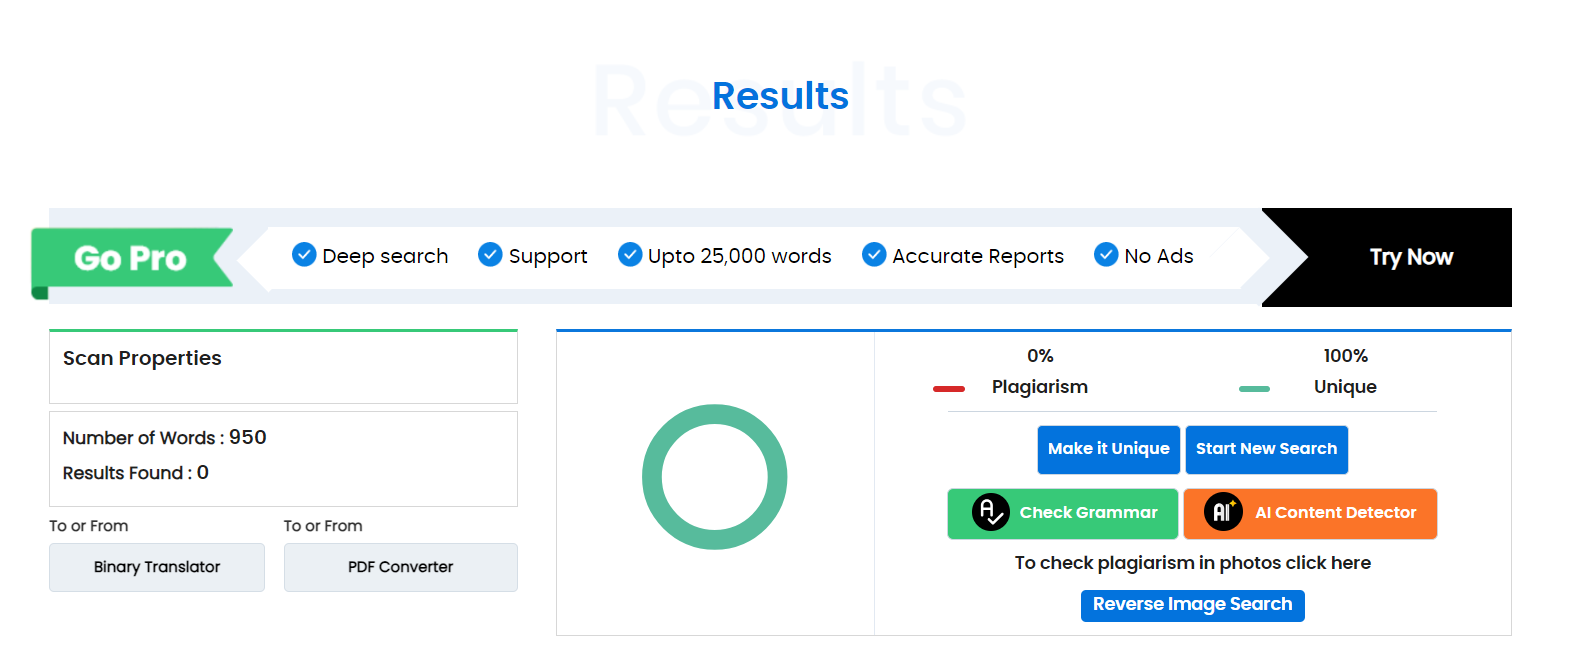 Results
Go Pro
Deep search Support Upto 25,000 words Accurate Reports No Ads
Try Now
Scan Properties
Number of Words : 950
Results Found : 0
To or From To or From
Binary Translator PDF Converter
0% 100%
Plagiarism Unique
Make it Unique Start New Search
Check Grammar AI AI Content Detector
To check plagiarism in photos click here
Reverse Image Search